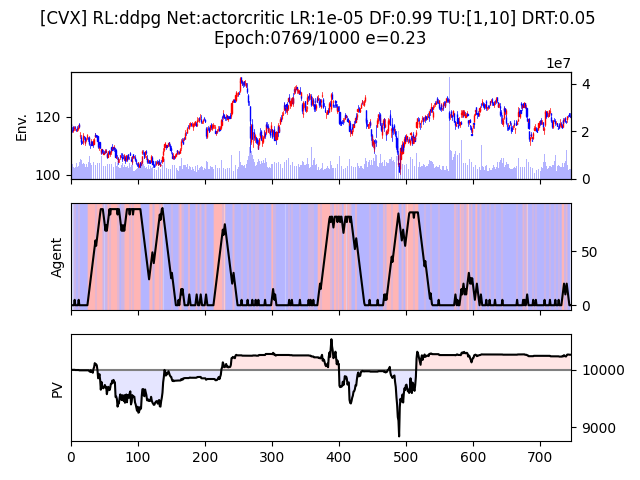 [CVX] RL:ddpg Net:actorcritic LR:1e-05 DF:0.99 TU:[1,10] DRT:0.05
Epoch:0769/1000 e=0.23
1e7
Env.
120
100
4
2
0
Agent
50
0
PV
10000
9000
0 100 200 300 400 500 600 700